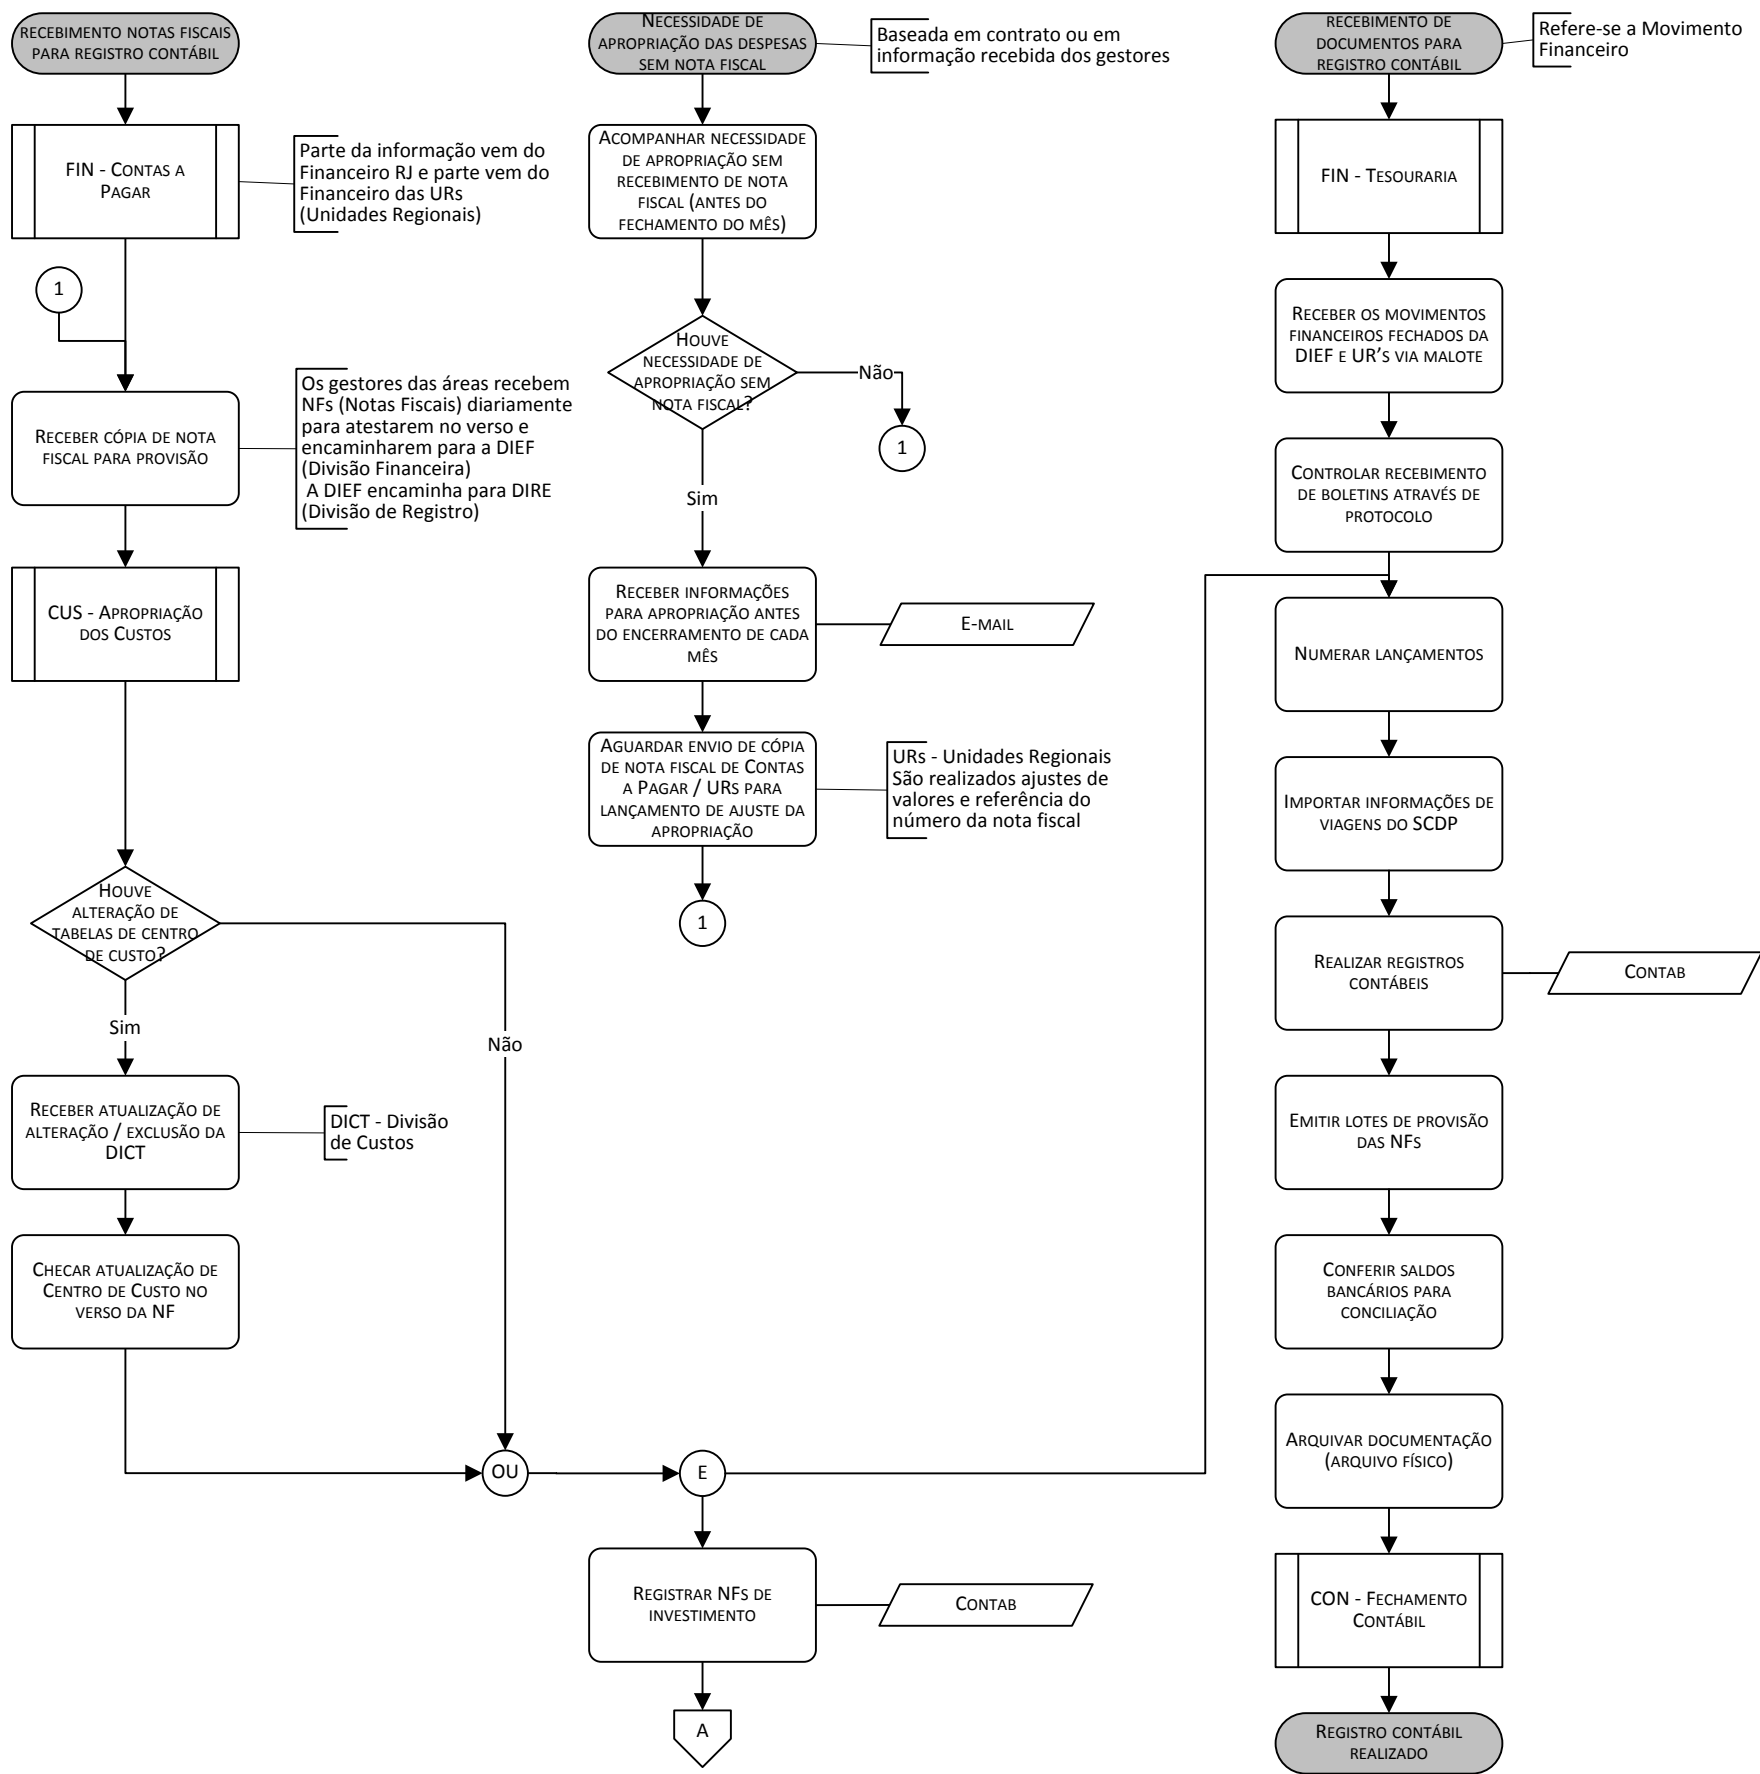 RECEBIMENTO NOTAS FISCAIS
PARA REGISTRO CONTÁBIL
FIN - CONTAS A
PAGAR
Parte da informação vem do
Financeiro RJ e parte vem do
Financeiro das URs
(Unidades Regionais)
1
RECEBER CÓPIA DE NOTA
FISCAL PARA PROVISÃO
Os gestores das áreas recebem
NFs (Notas Fiscais) diariamente
para atestarem no verso e
encaminharem para a DIEF
(Divisão Financeira)
A DIEF encaminha para DIRE
(Divisão de Registro)
CUS - APROPRIAÇÃO
DOS CUSTOS
HOUVE
ALTERAÇÃO DE
TABELAS DE CENTRO
DE CUSTO?
Sim
Não
RECEBER ATUALIZAÇÃO DE
ALTERAÇÃO / EXCLUSÃO DA
DICT
DICT - Divisão
de Custos
CHECAR ATUALIZAÇÃO DE
CENTRO DE CUSTO NO
VERSO DA NF
OU
E
NECESSIDADE DE
APROPRIAÇÃO DAS DESPESAS
SEM NOTA FISCAL
Baseada em contrato ou em
informação recebida dos gestores
ACOMPANHAR NECESSIDADE
DE APROPRIAÇÃO SEM
RECEBIMENTO DE NOTA
FISCAL (ANTES DO
FECHAMENTO DO MÊS)
HOUVE
NECESSIDADE DE
APROPRIAÇÃO SEM
NOTA FISCAL?
Não
1
Sim
RECEBER INFORMAÇÕES
PARA APROPRIAÇÃO ANTES
DO ENCERRAMENTO DE CADA
MÊS
E-MAIL
AGUARDAR ENVIO DE CÓPIA
DE NOTA FISCAL DE CONTAS
A PAGAR / URS PARA
LANÇAMENTO DE AJUSTE DA
APROPRIAÇÃO
URs - Unidades Regionais
São realizados ajustes de
valores e referência do
número da nota fiscal
1
REGISTRAR NFS DE
INVESTIMENTO
CONTAB
A
RECEBIMENTO DE
DOCUMENTOS PARA
REGISTRO CONTÁBIL
Refere-se a Movimento
Financeiro
FIN - TESOURARIA
RECEBER OS MOVIMENTOS
FINANCEIROS FECHADOS DA
DIEF E UR'S VIA MALOTE
CONTROLAR RECEBIMENTO
DE BOLETINS ATRAVÉS DE
PROTOCOLO
NUMERAR LANÇAMENTOS
IMPORTAR INFORMAÇÕES DE
VIAGENS DO SCDP
REALIZAR REGISTROS
CONTÁBEIS
CONTAB
EMITIR LOTES DE PROVISÃO
DAS NFS
CONFERIR SALDOS
BANCÁRIOS PARA
CONCILIAÇÃO
ARQUIVAR DOCUMENTAÇÃO
(ARQUIVO FÍSICO)
CON - FECHAMENTO
CONTÁBIL
REGISTRO CONTÁBIL
REALIZADO